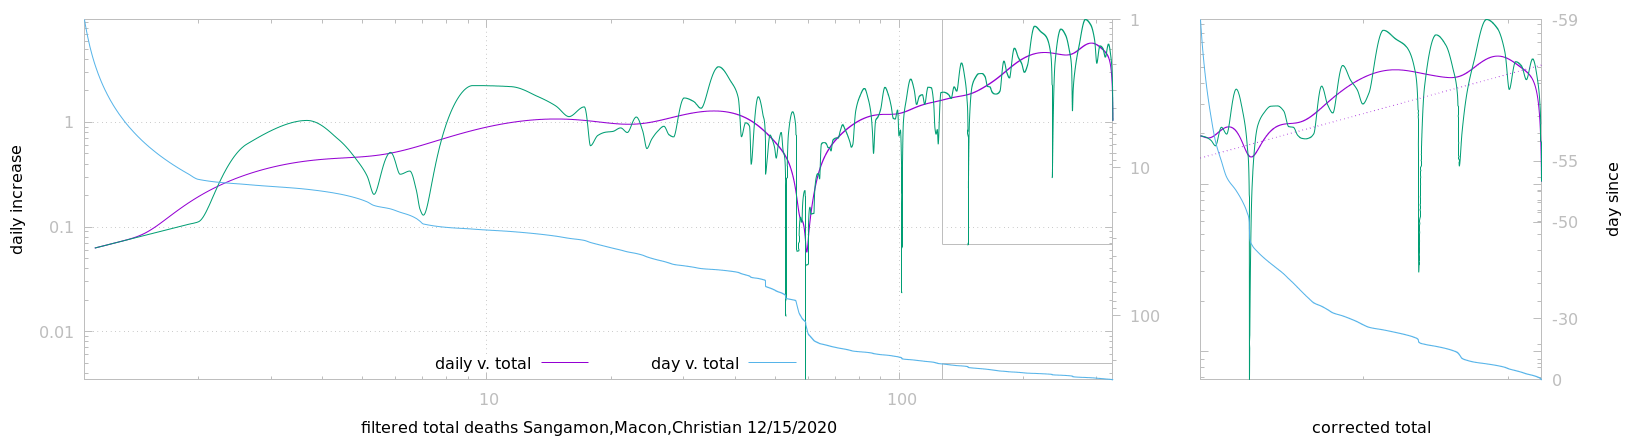 1
-59
1
10
-55
daily increase
day since
0.1
-50
100
-30
0.01
daily v. total
day v. total
0
10
100
filtered total deaths Sangamon,Macon,Christian 12/15/2020
corrected total